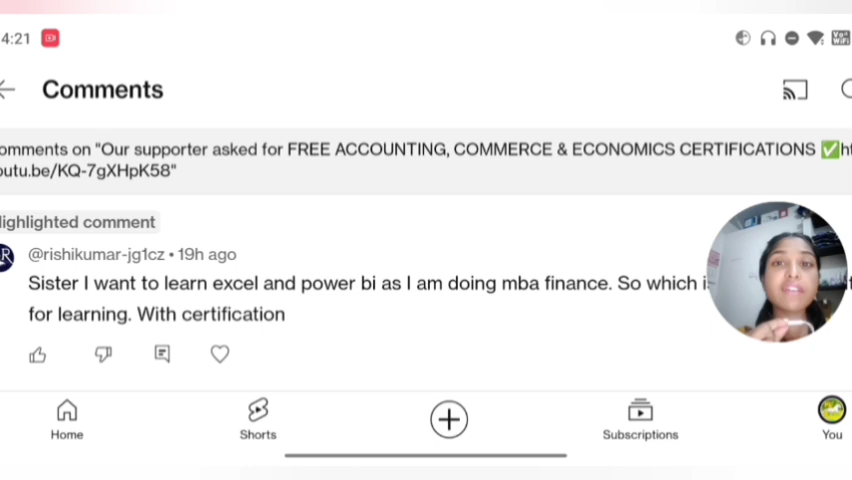 4:21
Comments
omments on "Our supporter asked for FREE ACCOUNTING, COMMERCE & ECONOMICS CERTIFICATIONS ✅ht
outu.be/KQ-7gXHpK58"
lighlighted comment
@rishikumar-jg1cz • 19h ago
Sister I want to learn excel and power bi as I am doing mba finance. So which i
for learning. With certification
Home
Shorts
Subscriptions
You